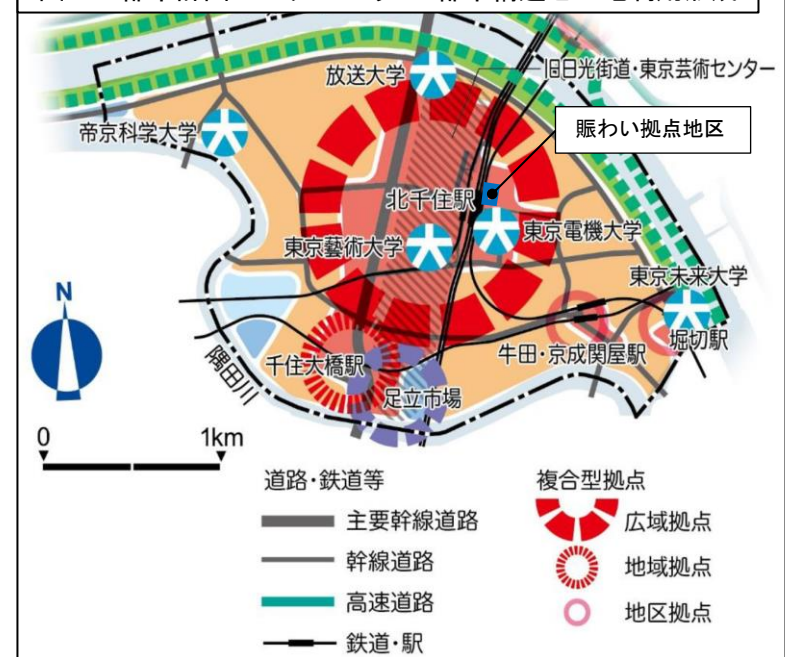 放送大学
旧日光街道・東京芸術センター
帝京科学大学
賑わい拠点地区
北千住駅
東京藝術大学
東京電機大学
東京未来大学
N
隅田川
千住大橋駅
牛田・京成関屋駅
堀切駅
足立市場
0 1km
道路・鉄道等
主要幹線道路
幹線道路
高速道路
鉄道・駅
複合型拠点
広域拠点
地域拠点
地区拠点